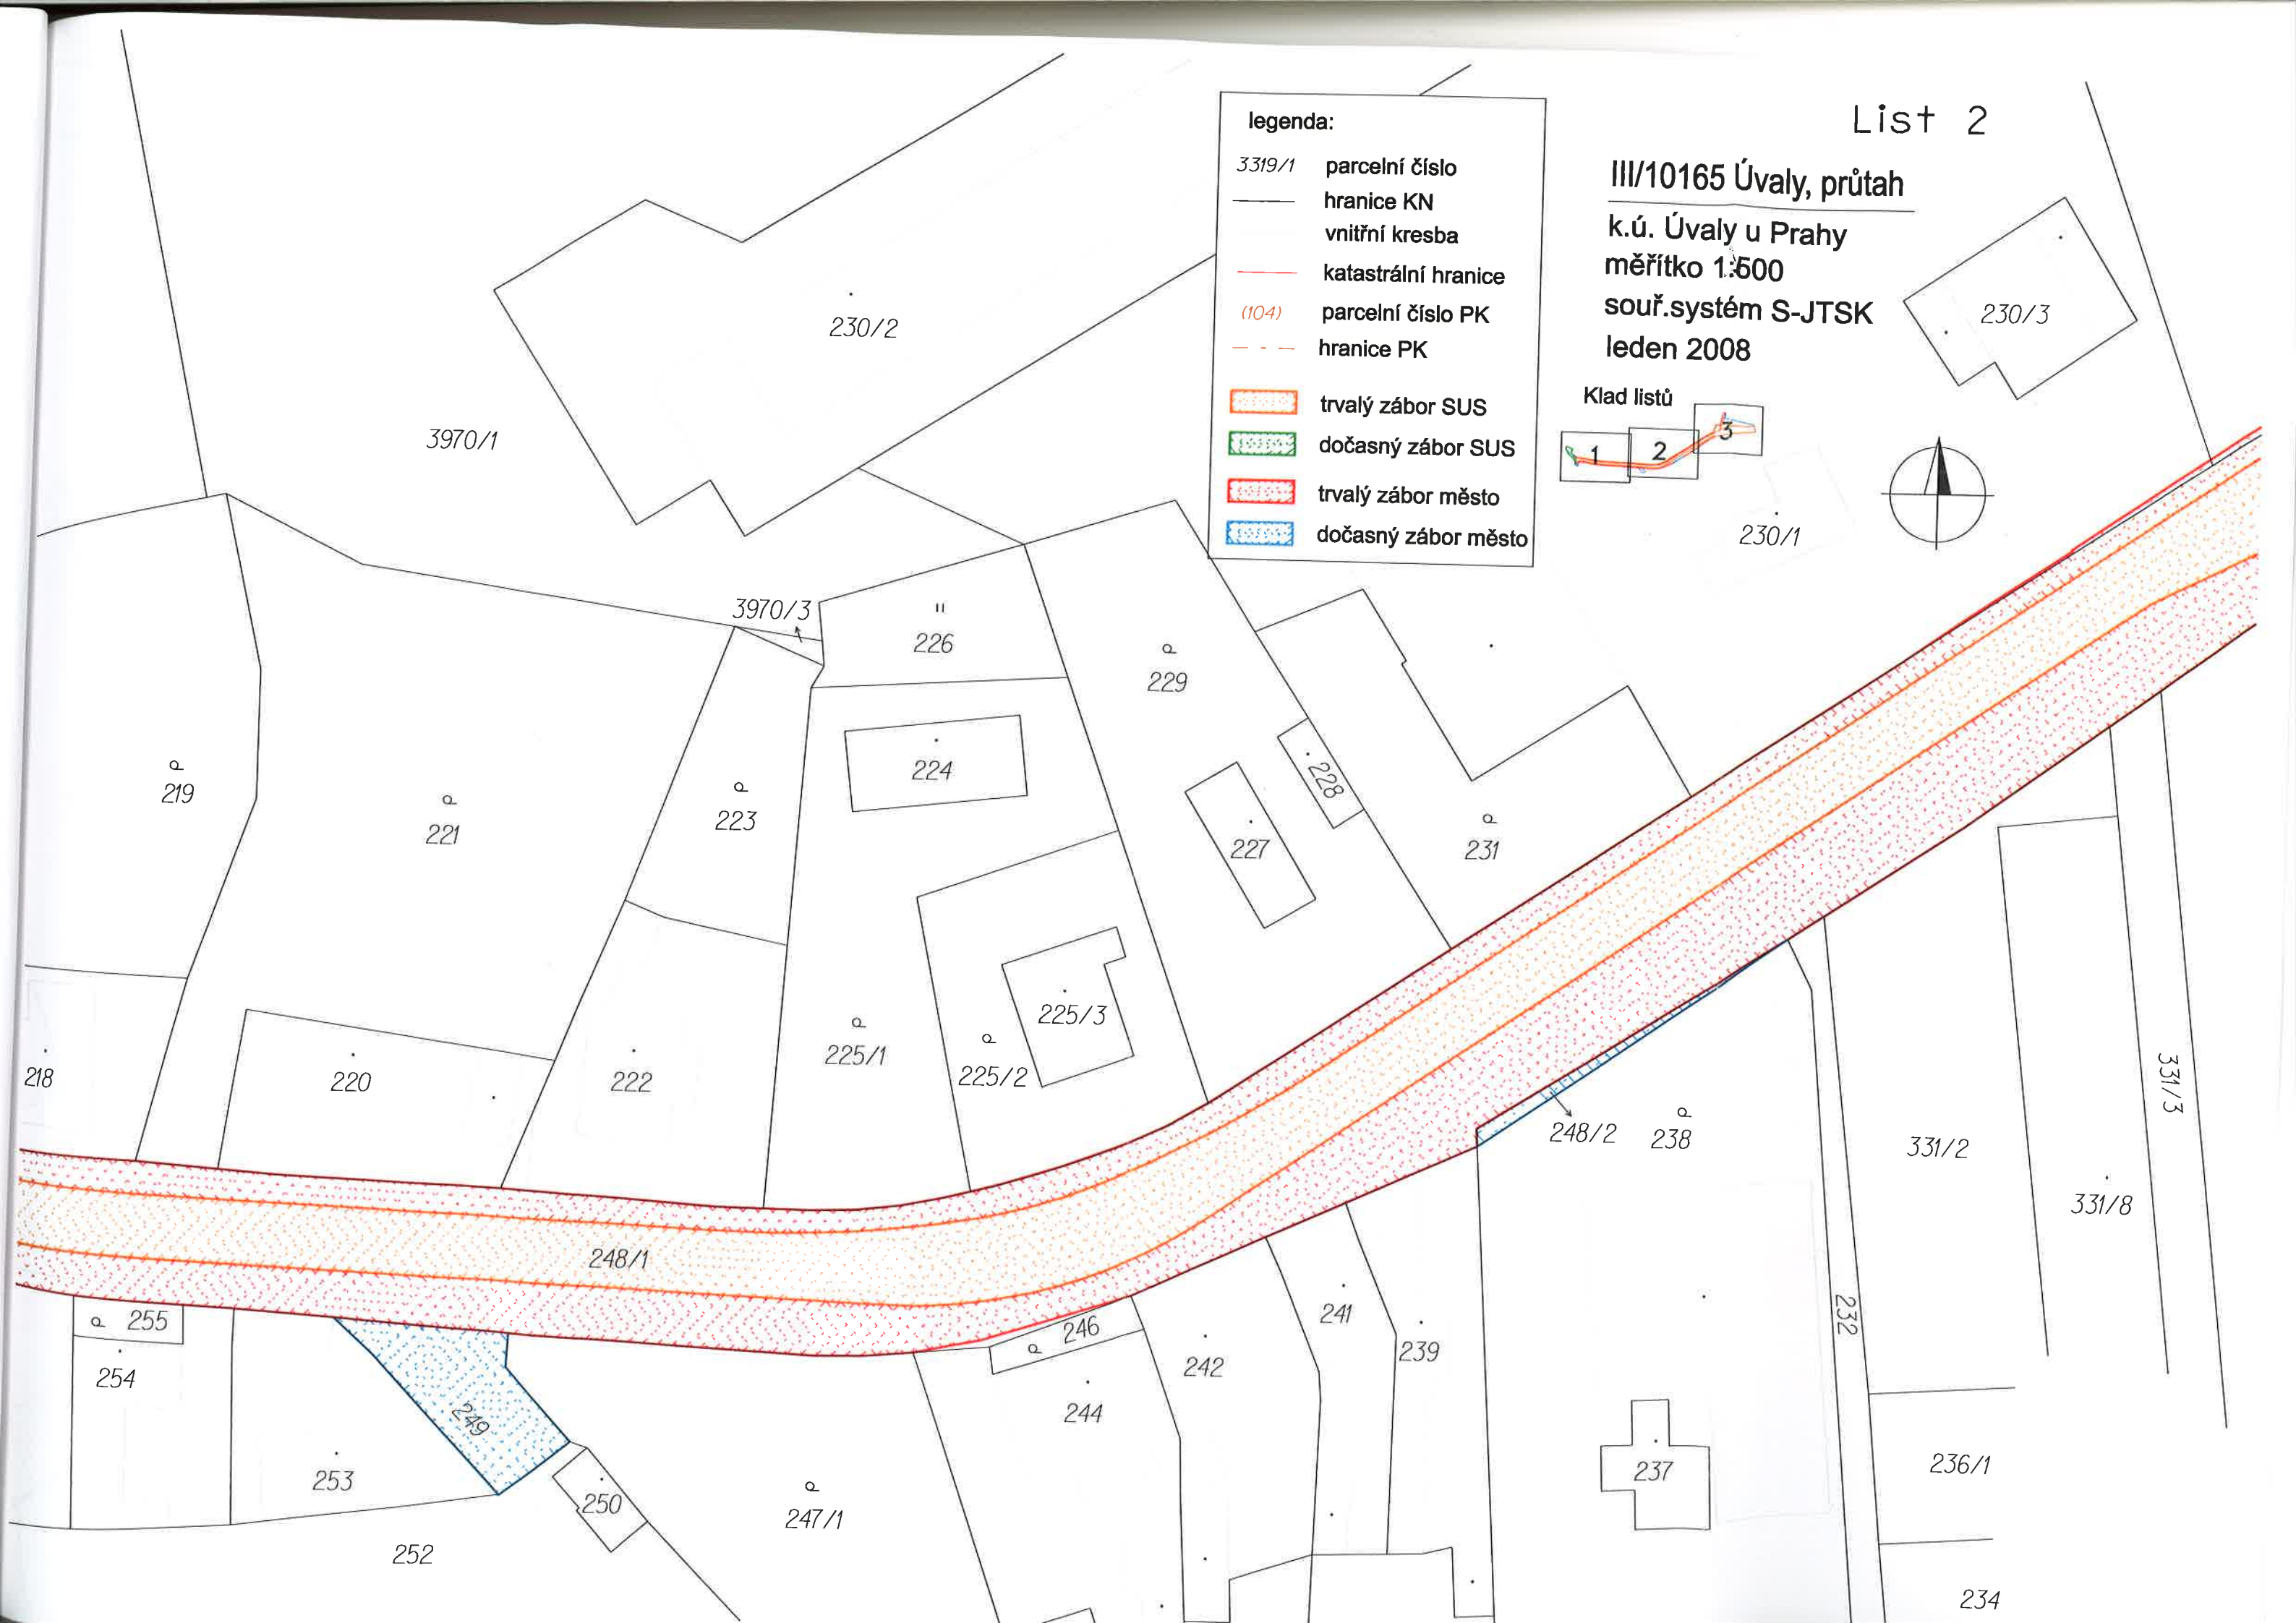 List 2
legenda:
3319/1 parcelní číslo
hranice KN
vnitřní kresba
katastrální hranice
(104) parcelní číslo PK
hranice PK
trvalý zábor SUS
dočasný zábor SUS
trvalý zábor město
dočasný zábor město
III/10165 Úvaly, průtah
k.ú. Úvaly u Prahy
měřítko 1:500
souř.systém S-JTSK
leden 2008
Klad listů
1
2
3
230/2
230/3
3970/1
230/1
3970/3
226
229
224
228
219
221
223
227
231
225/3
225/1
225/2
218
220
222
331/3
248/2
238
331/2
331/8
248/1
255
246
241
232
239
254
242
249
244
253
250
237
236/1
247/1
252
234